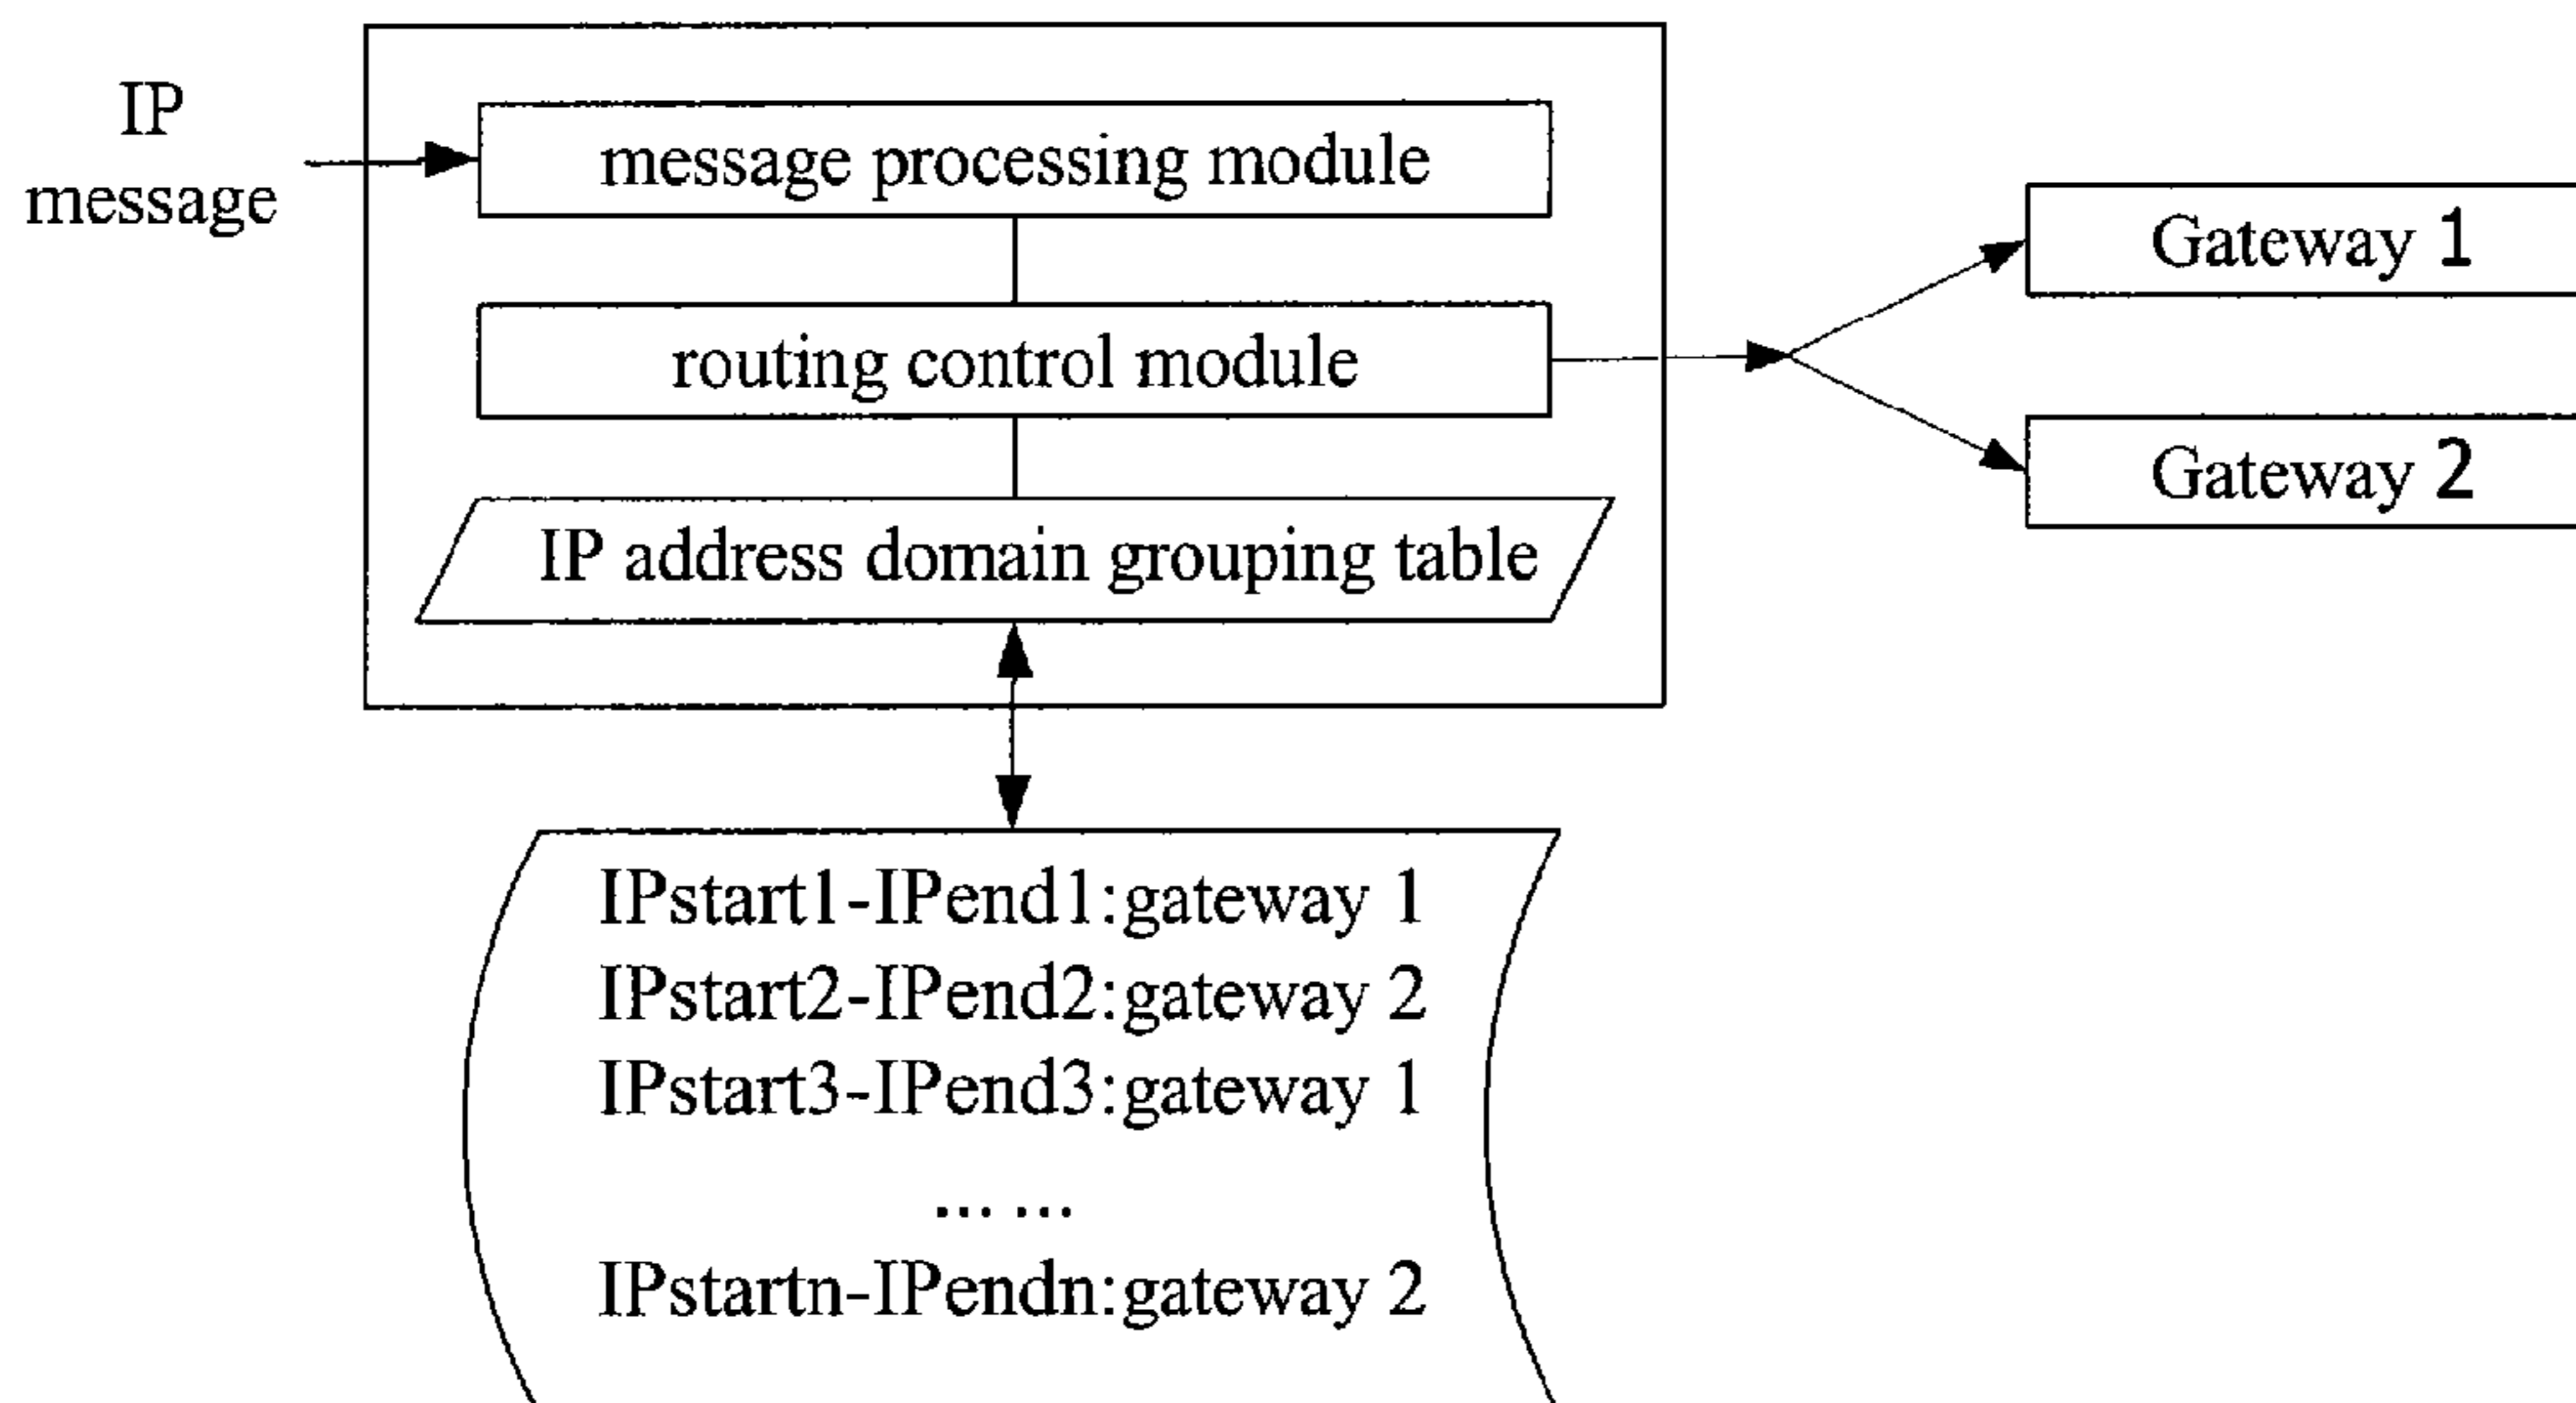 IP
message
message processing module
routing control module
IP address domain grouping table
Gateway 1
Gateway 2
IPstart1-IPend1:gateway 1
IPstart2-IPend2:gateway 2
IPstart3-IPend3:gateway 1
... ...
IPstartn-IPendn:gateway 2